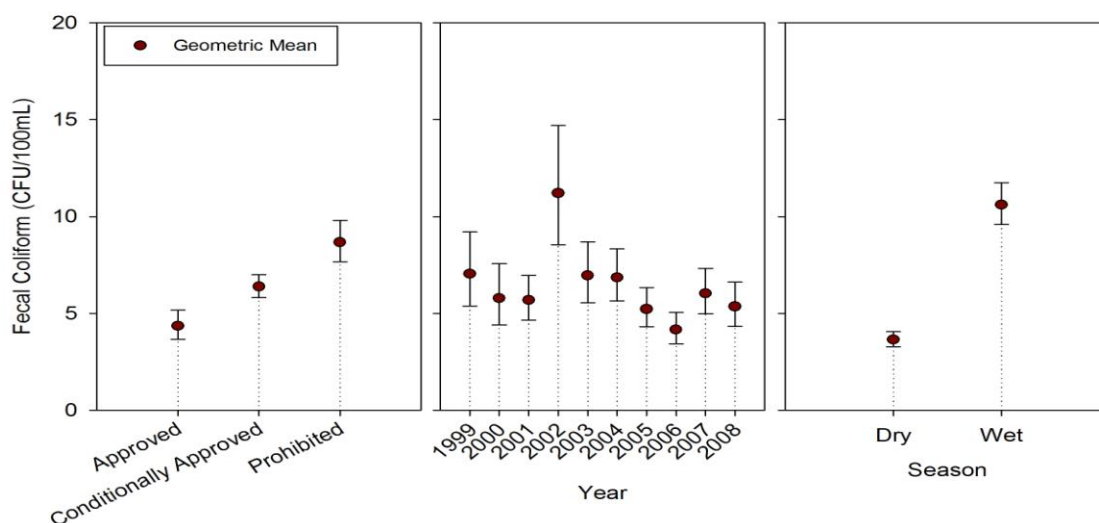 Geometric Mean
Fecal Coliform (CFU/100mL)
20
15
10
5
0
Approved
Conditionally Approved
Prohibited
1999
2000
2001
2002
2003
2004
2005
2006
2007
2008
Year
Dry
Wet
Season